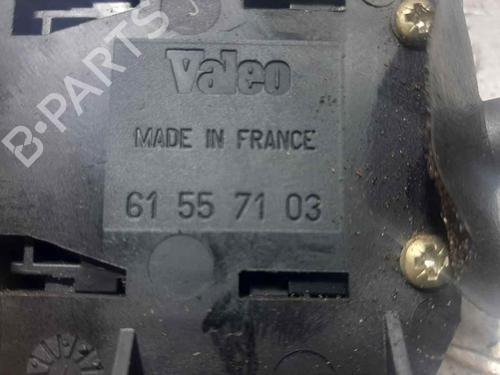 B-PARTS
Valeo
MADE IN FRANCE
61 55 71 03